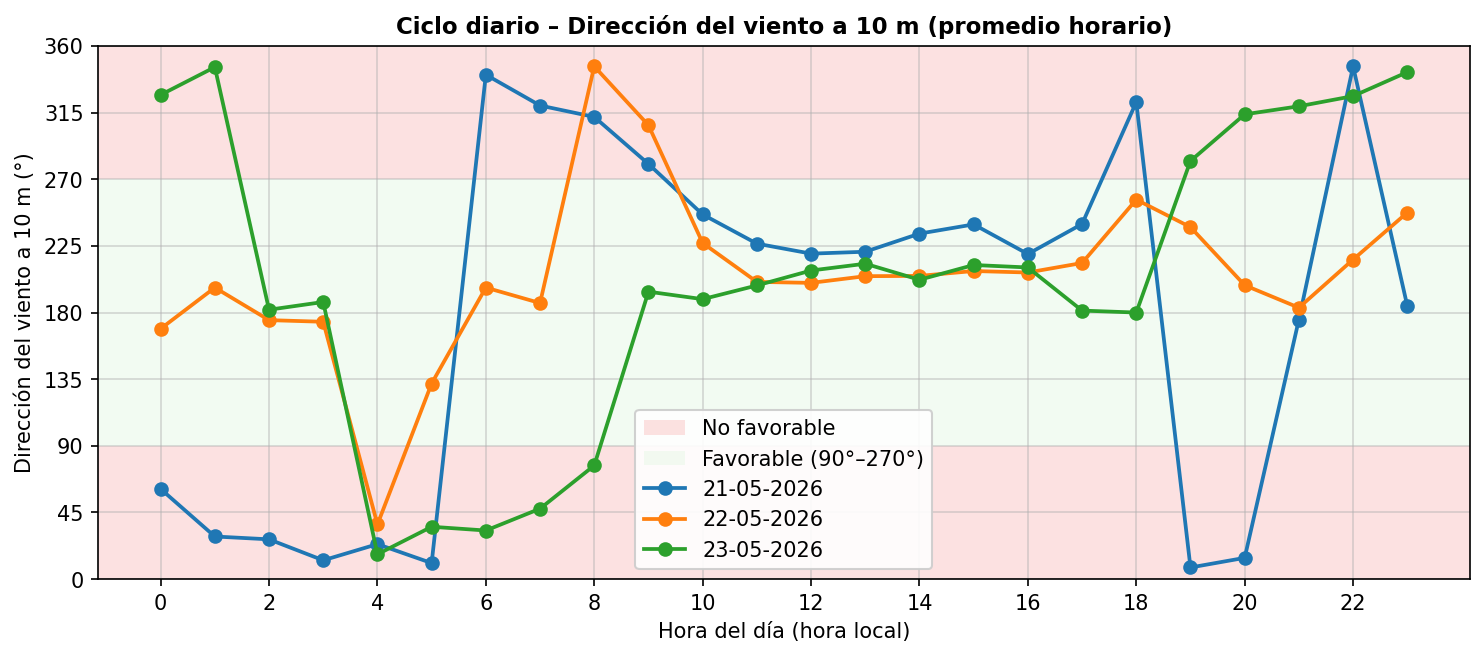 Ciclo diario – Dirección del viento a 10 m (promedio horario)
Dirección del viento a 10 m (°)
360
315
270
225
180
135
90
45
0
No favorable
Favorable (90°–270°)
21-05-2026
22-05-2026
23-05-2026
0 2 4 6 8 10 12 14 16 18 20 22
Hora del día (hora local)